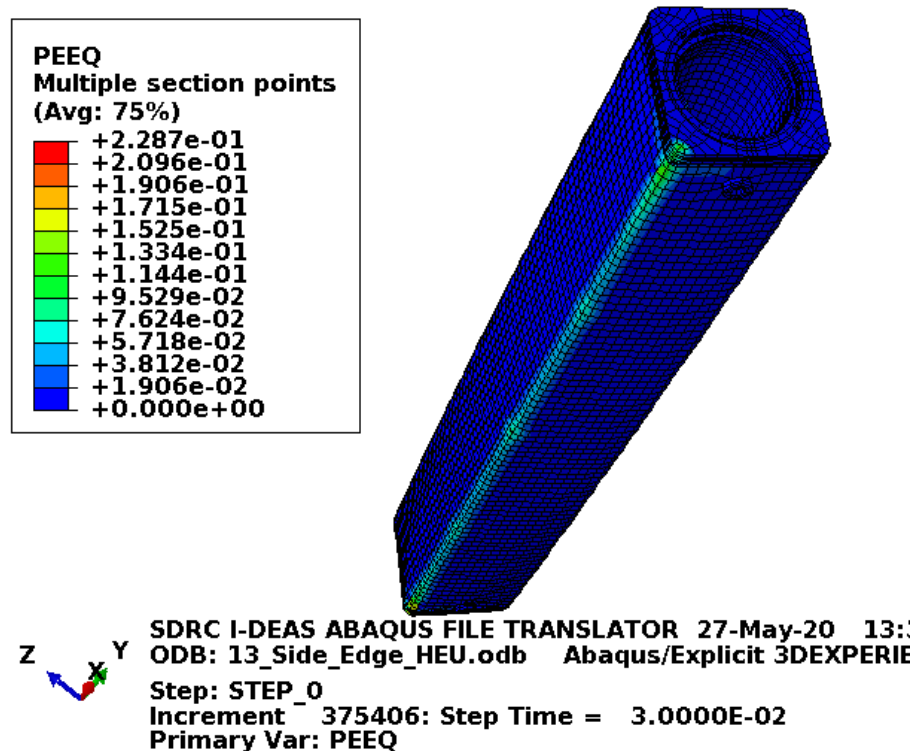 PEEQ
Multiple section points
(Avg: 75%)
+2.287e-01
+2.096e-01
+1.906e-01
+1.715e-01
+1.525e-01
+1.334e-01
+1.144e-01
+9.529e-02
+7.624e-02
+5.718e-02
+3.812e-02
+1.906e-02
+0.000e+00
Z Y X
SDRC I-DEAS ABAQUS FILE TRANSLATOR 27-May-20
ODB: 13_Side_Edge_HEU.odb Abaqus/Explicit
Step: STEP_0
Increment 375406: Step Time = 3.0000E-02
Primary Var: PEEQ